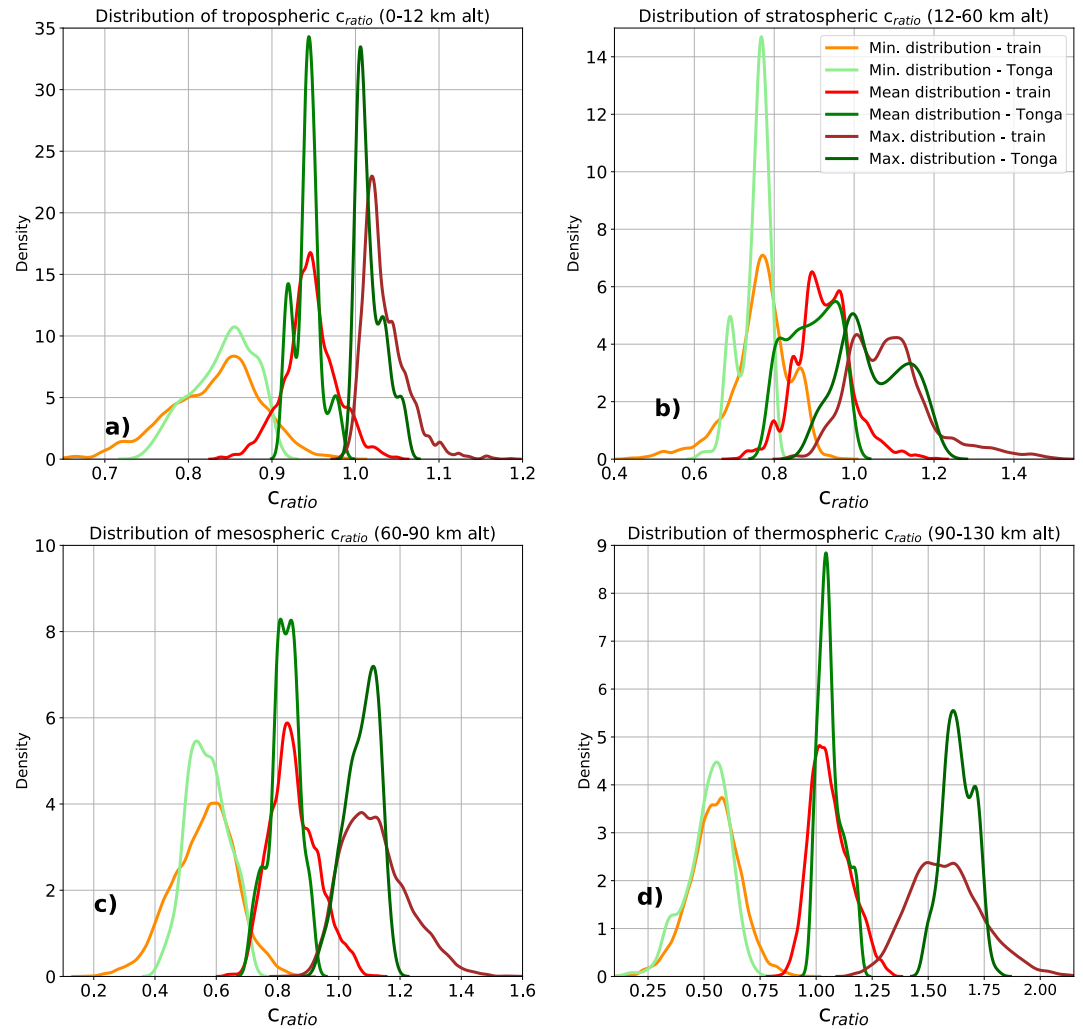 Distribution of tropospheric c_ratio (0-12 km alt)
35
30
25
20
15
10
5
0
Density
a)
0.7 0.8 0.9 1.0 1.1 1.2
c_ratio
Distribution of stratospheric c_ratio (12-60 km alt)
14
12
10
8
6
4
2
0
Density
Min. distribution - train
Min. distribution - Tonga
Mean distribution - train
Mean distribution - Tonga
Max. distribution - train
Max. distribution - Tonga
b)
0.4 0.6 0.8 1.0 1.2 1.4
c_ratio
Distribution of mesospheric c_ratio (60-90 km alt)
10
8
6
4
2
0
Density
c)
0.2 0.4 0.6 0.8 1.0 1.2 1.4 1.6
c_ratio
Distribution of thermospheric c_ratio (90-130 km alt)
9
8
7
6
5
4
3
2
1
0
Density
d)
0.25 0.50 0.75 1.00 1.25 1.50 1.75 2.00
c_ratio